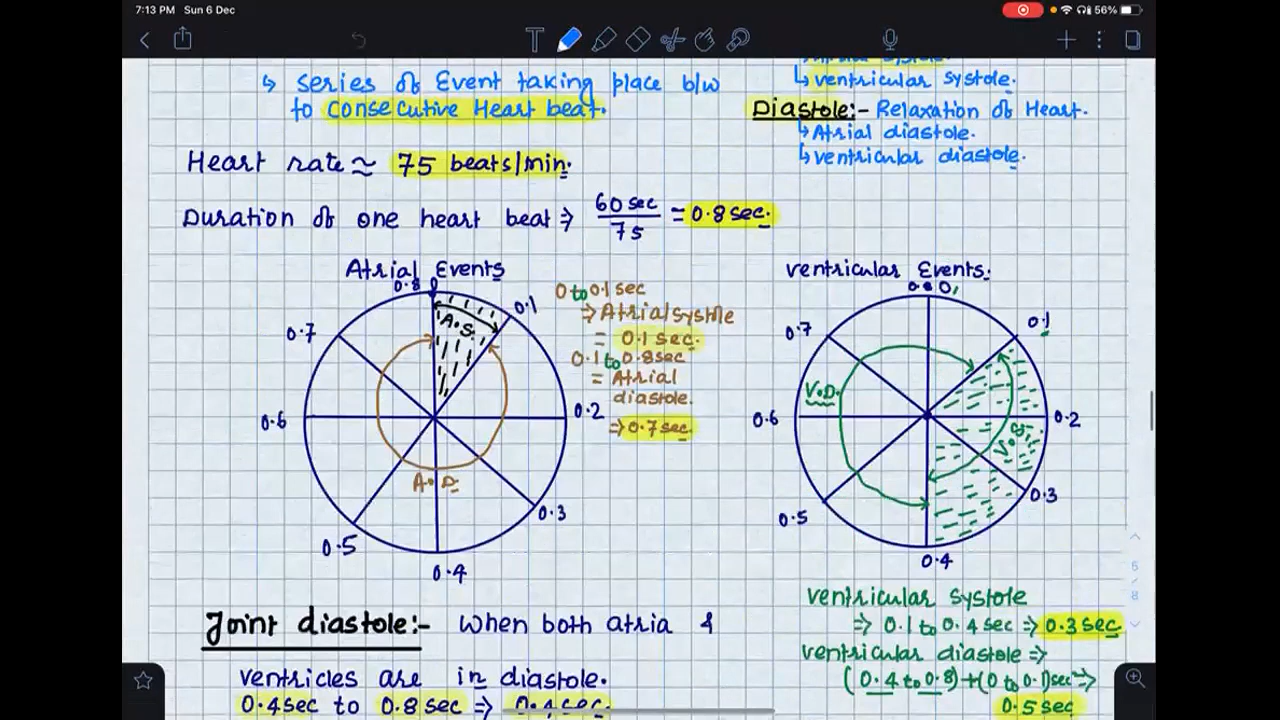 7:13 PM Sun 6 Dec
56%
↳ series of Event taking place b/w
to consecutive Heart beat.
↳ ventricular systole.
Diastole:- Relaxation of Heart.
↳ Atrial diastole.
↳ ventricular diastole.
Heart rate ≈ 75 beats/min.
Duration of one heart beat ⇒ 60 sec / 75 = 0.8 sec.
Atrial Events
0.8 0
0.1
0.2
0.3
0.4
0.5
0.6
0.7
A.S.
A.D.
0 to 0.1 sec
⇒ Atrial systole
= 0.1 sec.
0.1 to 0.8 sec
= Atrial
diastole.
⇒ 0.7 sec.
ventricular Events.
0.8 0
0.1
0.2
0.3
0.4
0.5
0.6
0.7
V.D.
V.S.
ventricular systole
⇒ 0.1 to 0.4 sec ⇒ 0.3 sec
ventricular diastole ⇒
(0.4 to 0.8) + (0 to 0.1) sec ⇒
0.5 sec
Joint diastole:- When both atria &
ventricles are in diastole.
0.4 sec to 0.8 sec ⇒ 0.4 sec.
5 / 8